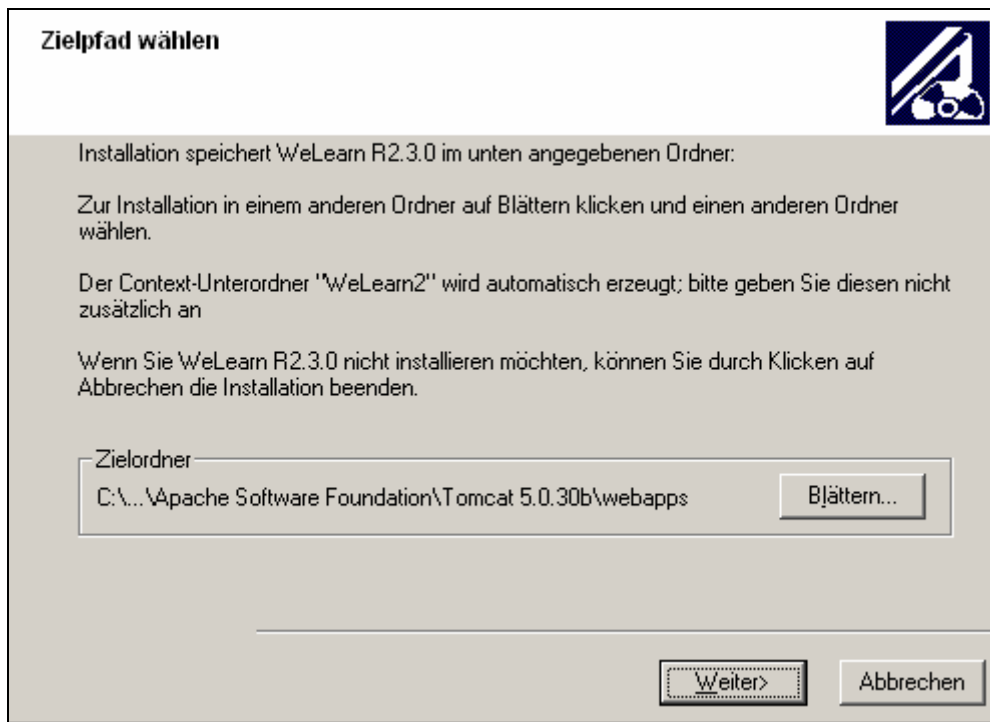 Zielpfad wählen
Installation speichert WeLearn R2.3.0 im unten angegebenen Ordner:
Zur Installation in einem anderen Ordner auf Blättern klicken und einen anderen Ordner
wählen.
Der Context-Unterordner "WeLearn2" wird automatisch erzeugt; bitte geben Sie diesen nicht
zusätzlich an
Wenn Sie WeLearn R2.3.0 nicht installieren möchten, können Sie durch Klicken auf
Abbrechen die Installation beenden.
Zielordner
C:\...\Apache Software Foundation\Tomcat 5.0.30b\webapps
Blättern...
Weiter>
Abbrechen